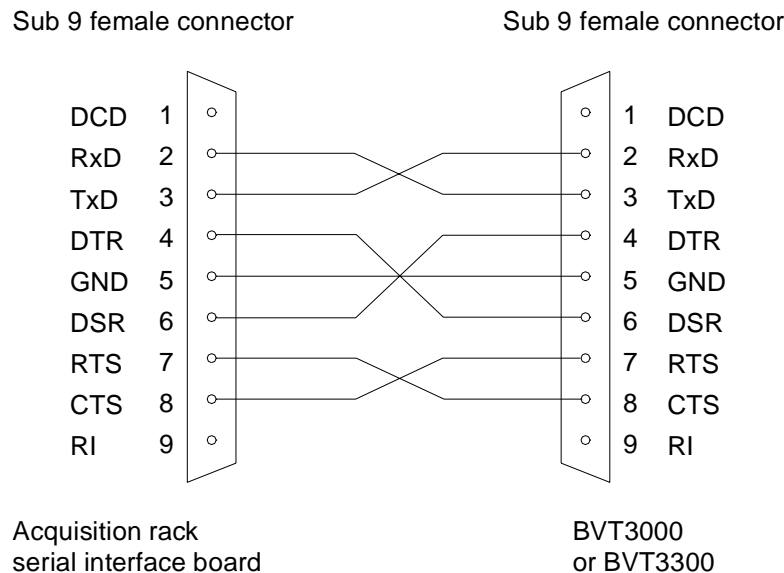 Sub 9 female connector    Sub 9 female connector
DCD 1    1 DCD
RxD 2    2 RxD
TxD 3    3 TxD
DTR 4    4 DTR
GND 5    5 GND
DSR 6    6 DSR
RTS 7    7 RTS
CTS 8    8 CTS
RI 9    9 RI
Acquisition rack    BVT3000
serial interface board    or BVT3300